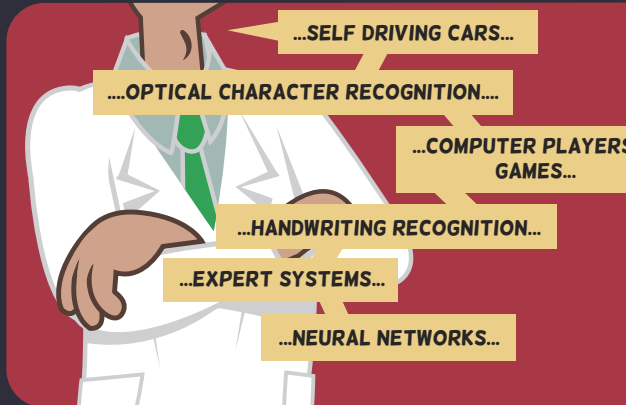 ...SELF DRIVING CARS...
....OPTICAL CHARACTER RECOGNITION....
...COMPUTER PLAYERS
GAMES...
...HANDWRITING RECOGNITION...
...EXPERT SYSTEMS...
...NEURAL NETWORKS...